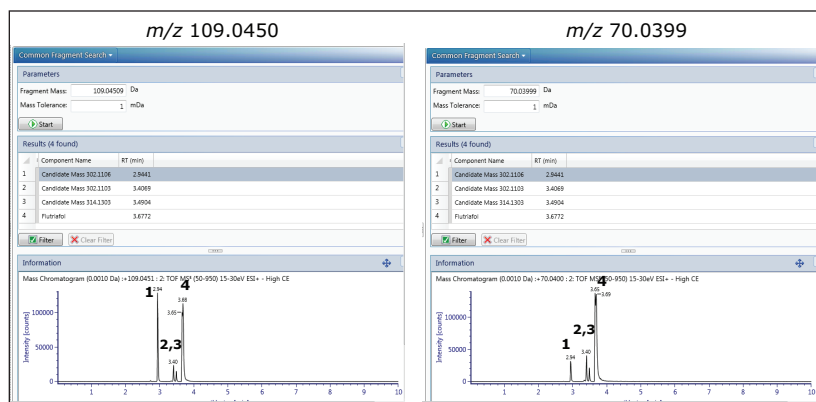 m/z 109.0450
Common Fragment Search
Parameters
Fragment Mass: 109.04509 Da
Mass Tolerance: 1 mDa
Start
Results (4 found)
Component Name RT (min)
1 Candidate Mass 302.1106 2.9441
2 Candidate Mass 302.1103 3.4069
3 Candidate Mass 314.1303 3.4904
4 Flutriafol 3.6772
Filter Clear Filter
Information
Mass Chromatogram (0.0010 Da) :+109.0451 : 2: TOF MSᴱ (50-950) 15-30eV ESI+ - High CE
Intensity [counts]
100000
50000
0
1 2.94
2,3
3.40
4
3.68
3.65
1 2 3 4 5 6 7 8 9 10
m/z 70.0399
Common Fragment Search
Parameters
Fragment Mass: 70.03999 Da
Mass Tolerance: 1 mDa
Start
Results (4 found)
Component Name RT (min)
1 Candidate Mass 302.1106 2.9441
2 Candidate Mass 302.1103 3.4069
3 Candidate Mass 314.1303 3.4904
4 Flutriafol 3.6772
Filter Clear Filter
Information
Mass Chromatogram (0.0010 Da) :+70.0400 : 2: TOF (50-950) 15-30eV ESI+ - High CE
Intensity [counts]
100000
50000
0
1
2.94
2,3
3.40
4
3.65
3.69
1 2 3 4 5 6 7 8 9 10